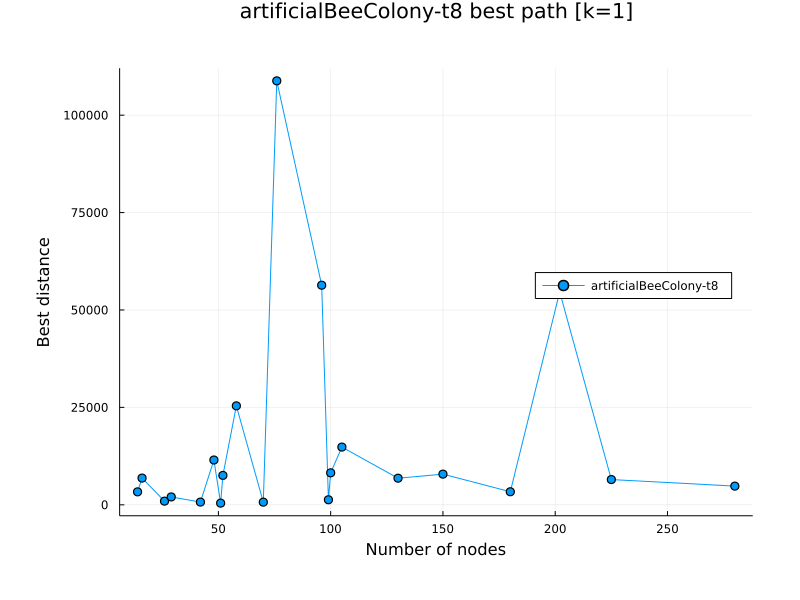 artificialBeeColony-t8 best path [k=1]
100000
75000
50000
25000
0
Best distance
artificialBeeColony-t8
50
100
150
200
250
Number of nodes